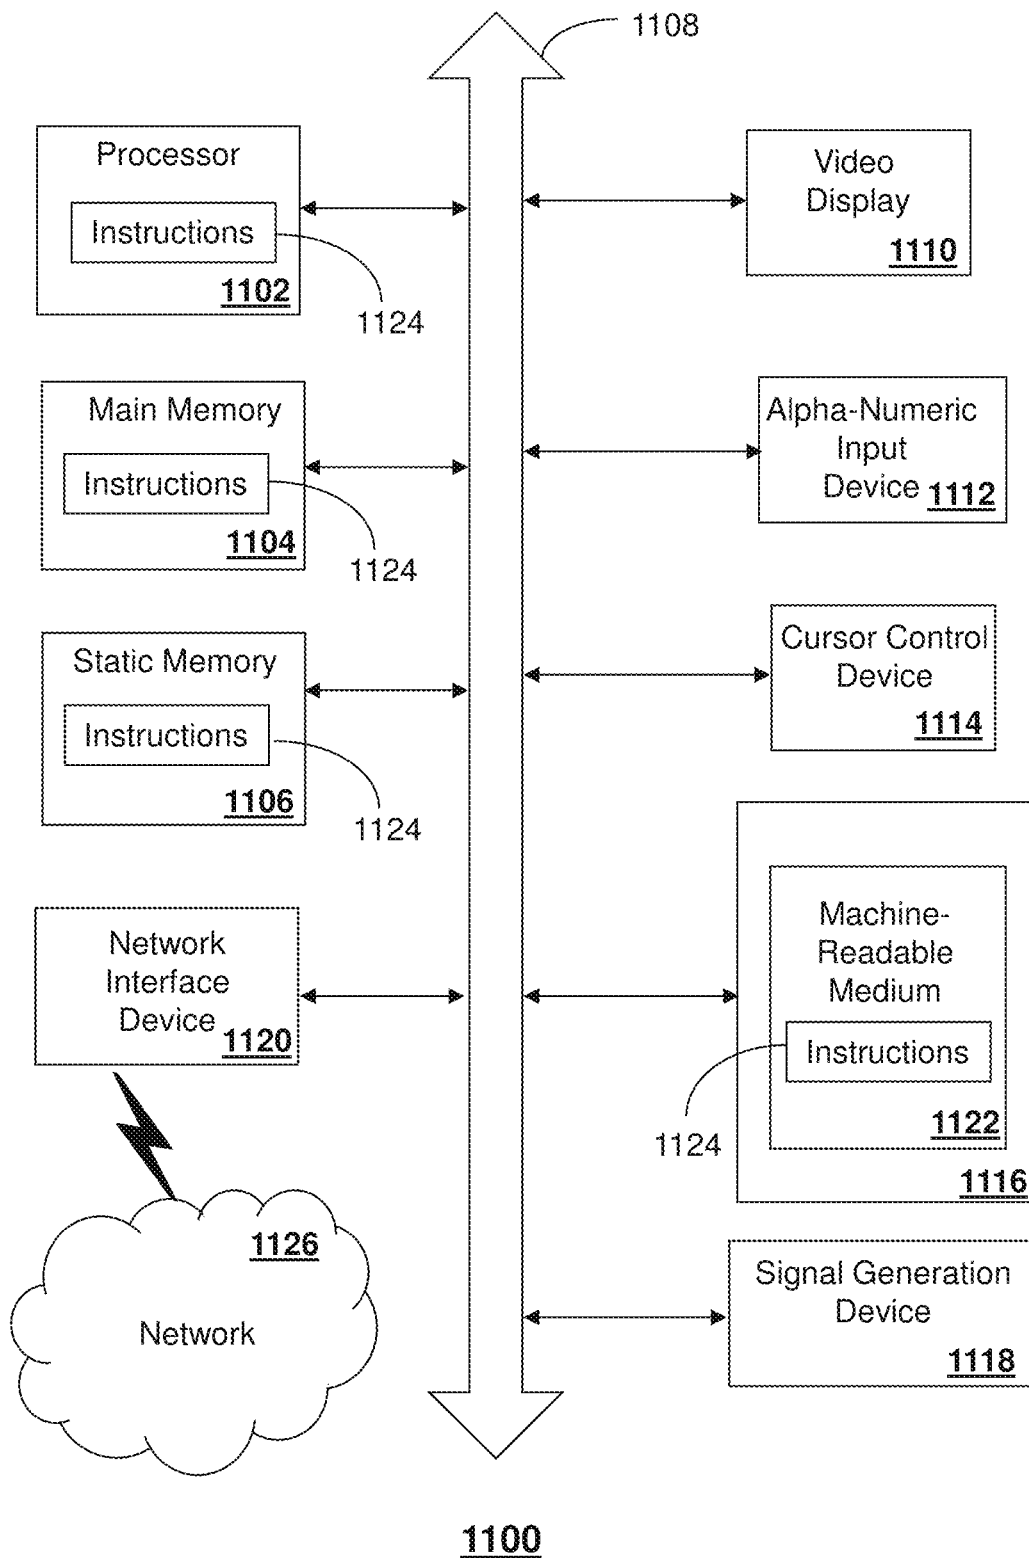 1108
Processor
Instructions
1102
1124
Main Memory
Instructions
1104
1124
Static Memory
Instructions
1106
1124
Network
Interface
Device
1120
1126
Network
Video
Display
1110
Alpha-Numeric
Input
Device
1112
Cursor Control
Device
1114
Machine-
Readable
Medium
Instructions
1124
1122
1116
Signal Generation
Device
1118
1100